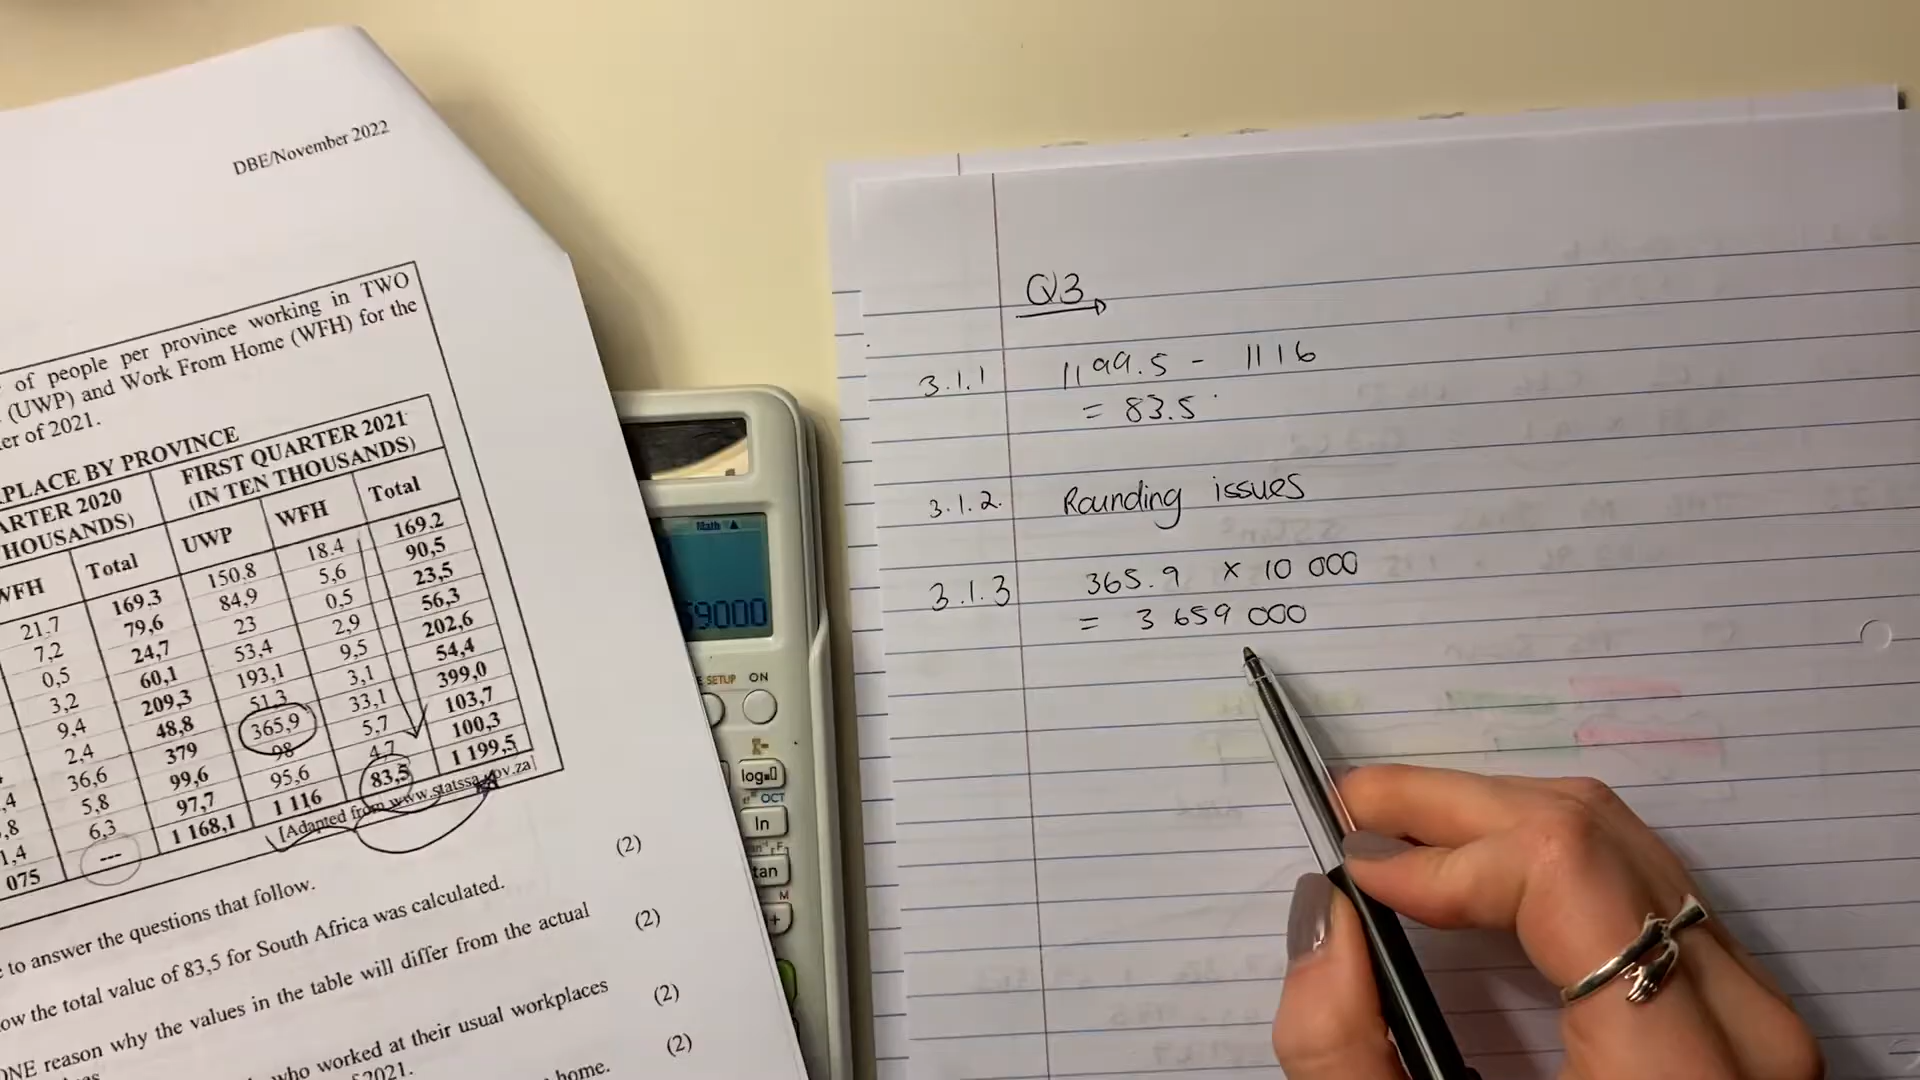 DBE/November 2022
of people per province working in TWO
(UWP) and Work From Home (WFH) for the
er of 2021.
PLACE BY PROVINCE
ARTER 2020
HOUSANDS)
FIRST QUARTER 2021
(IN TEN THOUSANDS)
WFH Total UWP WFH Total
21,7 169,3 150.8 18.4 169.2
7,2 79,6 84,9 5,6 90,5
0,5 24,7 23 0,5 23,5
3,2 60,1 53,4 2,9 56,3
9,4 209,3 193,1 9,5 202,6
2,4 48,8 51,3 3,1 54,4
36,6 379 365,9 33,1 399,0
,4 5,8 99,6 98 5,7 103,7
,8 6,3 97,7 95,6 4,7 100,3
1,4
075 --- 1 168,1 1 116 83,5 1 199,5
[Adapted from www.statssa.gov.za]
to answer the questions that follow.
ow the total value of 83,5 for South Africa was calculated. (2)
ONE reason why the values in the table will differ from the actual (2)
who worked at their usual workplaces (2)
2021.
home. (2)
Math
59000
SETUP ON
log
OCT
ln
tan
M
Q3
3.1.1 1199.5 - 1116
= 83.5
3.1.2. Rounding issues
3.1.3 365.9 x 10 000
= 3 659 000